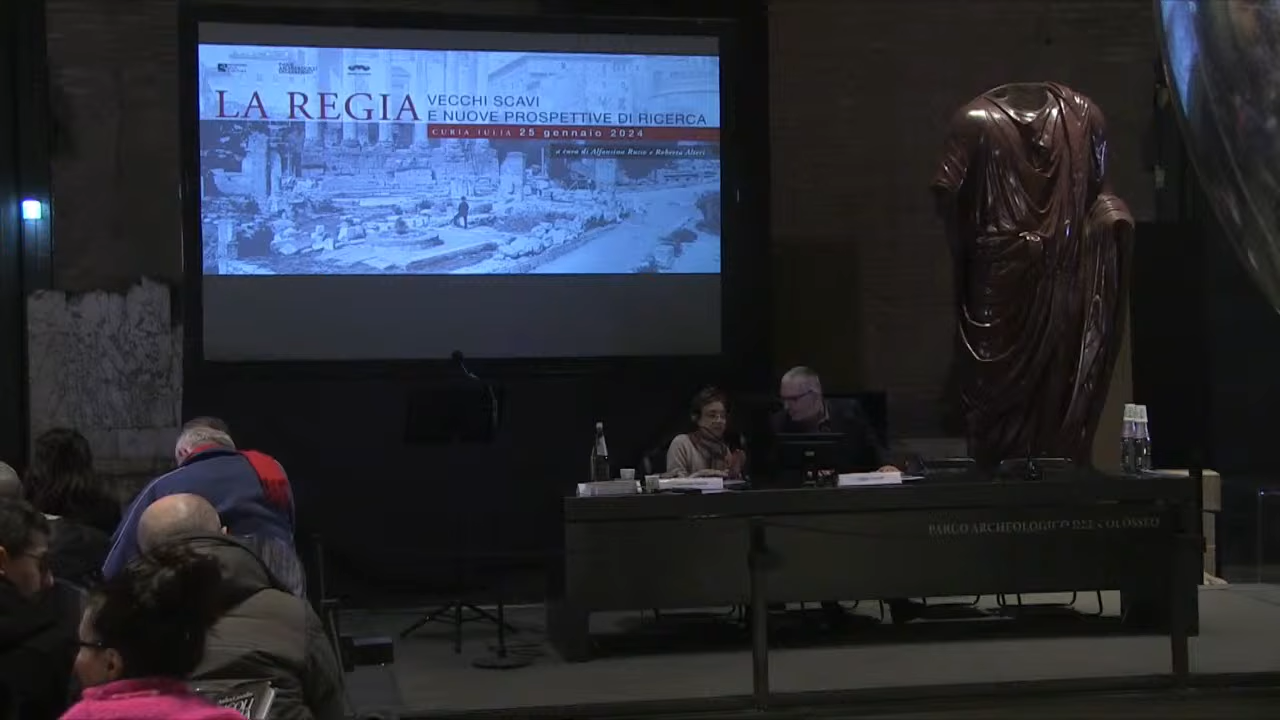 LA REGIA
VECCHI SCAVI
E NUOVE PROSPETTIVE DI RICERCA
CURIA IULIA 25 gennaio 2024
a cura di Alfonsina Russo e Roberta Alteri
PARCO ARCHEOLOGICO DEL COLOSSEO